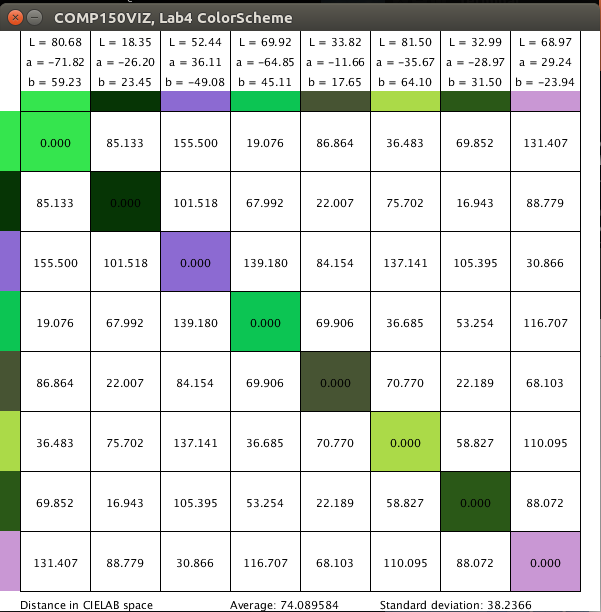 COMP150VIZ, Lab4 ColorScheme
L = 80.68 L = 18.35 L = 52.44 L = 69.92 L = 33.82 L = 81.50 L = 32.99 L = 68.97
a = -71.82 a = -26.20 a = 36.11 a = -64.85 a = -11.66 a = -35.67 a = -28.97 a = 29.24
b = 59.23 b = 23.45 b = -49.08 b = 45.11 b = 17.65 b = 64.10 b = 31.50 b = -23.94
0.000 85.133 155.500 19.076 86.864 36.483 69.852 131.407
85.133 0.000 101.518 67.992 22.007 75.702 16.943 88.779
155.500 101.518 0.000 139.180 84.154 137.141 105.395 30.866
19.076 67.992 139.180 0.000 69.906 36.685 53.254 116.707
86.864 22.007 84.154 69.906 0.000 70.770 22.189 68.103
36.483 75.702 137.141 36.685 70.770 0.000 58.827 110.095
69.852 16.943 105.395 53.254 22.189 58.827 0.000 88.072
131.407 88.779 30.866 116.707 68.103 110.095 88.072 0.000
Distance in CIELAB space Average: 74.089584 Standard deviation: 38.2366